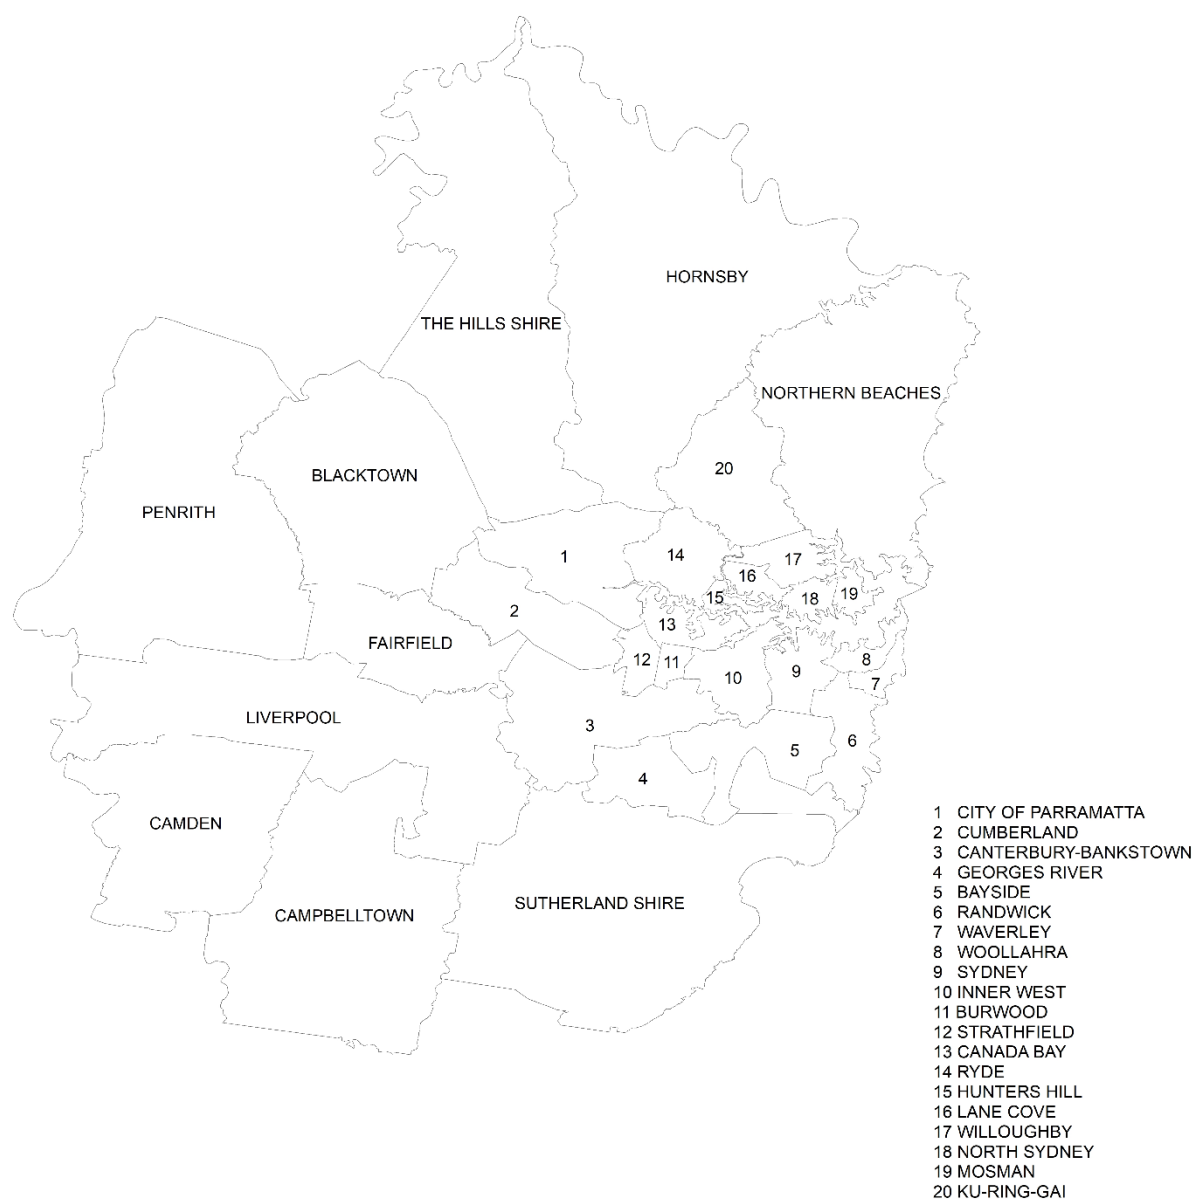 HORNSBY
THE HILLS SHIRE
NORTHERN BEACHES
20
BLACKTOWN
PENRITH
1
14
17
16
19
15
18
2
13
FAIRFIELD
12
11
8
9
10
7
LIVERPOOL
3
6
5
4
CAMDEN
SUTHERLAND SHIRE
CAMPBELLTOWN
1 CITY OF PARRAMATTA
2 CUMBERLAND
3 CANTERBURY-BANKSTOWN
4 GEORGES RIVER
5 BAYSIDE
6 RANDWICK
7 WAVERLEY
8 WOOLLAHRA
9 SYDNEY
10 INNER WEST
11 BURWOOD
12 STRATHFIELD
13 CANADA BAY
14 RYDE
15 HUNTERS HILL
16 LANE COVE
17 WILLOUGHBY
18 NORTH SYDNEY
19 MOSMAN
20 KU-RING-GAI